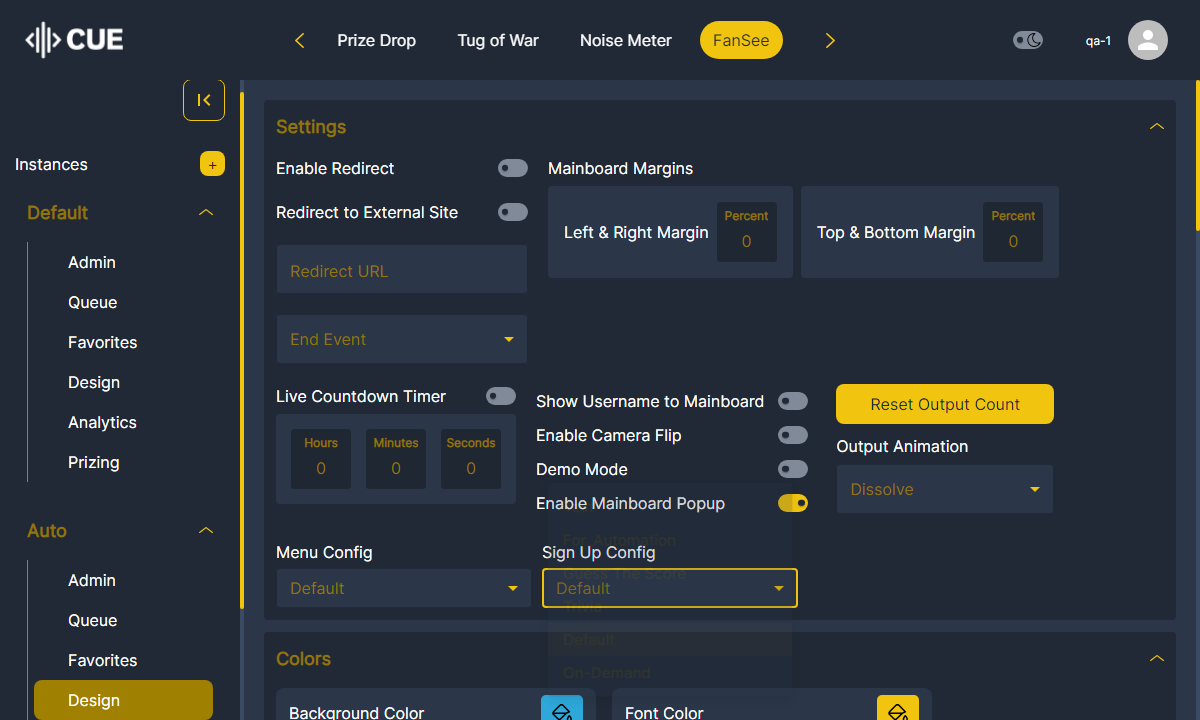 CUE
Prize Drop
Tug of War
Noise Meter
FanSee
qa-1
Instances
+
Default
Admin
Queue
Favorites
Design
Analytics
Prizing
Auto
Admin
Queue
Favorites
Design
Settings
Enable Redirect
Redirect to External Site
Redirect URL
End Event
Mainboard Margins
Left & Right Margin
Percent
0
Top & Bottom Margin
Percent
0
Live Countdown Timer
Hours
0
Minutes
0
Seconds
0
Show Username to Mainboard
Enable Camera Flip
Demo Mode
Enable Mainboard Popup
Reset Output Count
Output Animation
Dissolve
Menu Config
Default
Sign Up Config
Default
For Automation
Guess The Score
Default
On-Demand
Colors
Background Color
Font Color